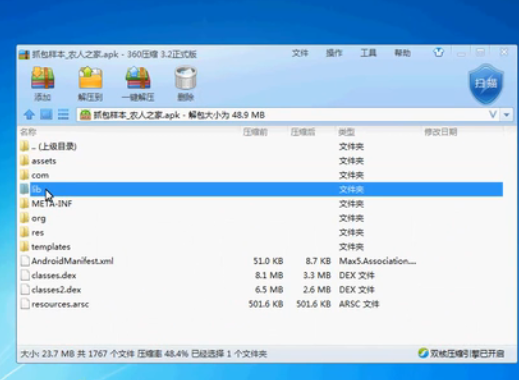 抓包样本_农人之家.apk - 360压缩 3.2正式版
文件 操作 工具 帮助
添加 解压到 一键解压 删除 扫描
抓包样本_农人之家.apk - 解包大小为 48.9 MB
名称 压缩前 压缩后 类型 修改日期
.. (上级目录) 文件夹
assets 文件夹
com 文件夹
lib 文件夹
META-INF 文件夹
org 文件夹
res 文件夹
templates 文件夹
AndroidManifest.xml 51.0 KB 8.7 KB Max5.Association....
classes.dex 8.1 MB 3.3 MB DEX 文件
classes2.dex 6.5 MB 2.6 MB DEX 文件
resources.arsc 501.6 KB 501.6 KB ARSC 文件
大小: 23.7 MB 共 1767 个文件 压缩率 48.4% 已经选择 1 个文件夹 双核压缩引擎已开启